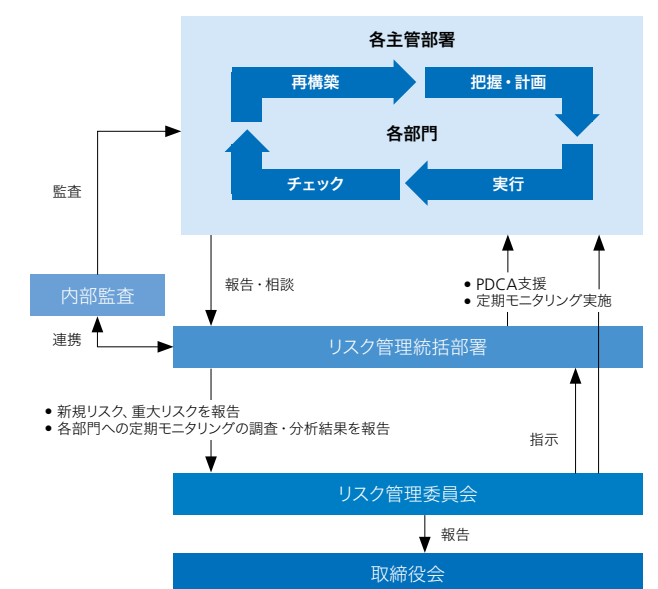 各主管部署
再構築
把握・計画
各部門
チェック
実行
監査
内部監査
報告・相談
● PDCA支援
● 定期モニタリング実施
連携
リスク管理統括部署
● 新規リスク、重大リスクを報告
● 各部門への定期モニタリングの調査・分析結果を報告
指示
リスク管理委員会
報告
取締役会